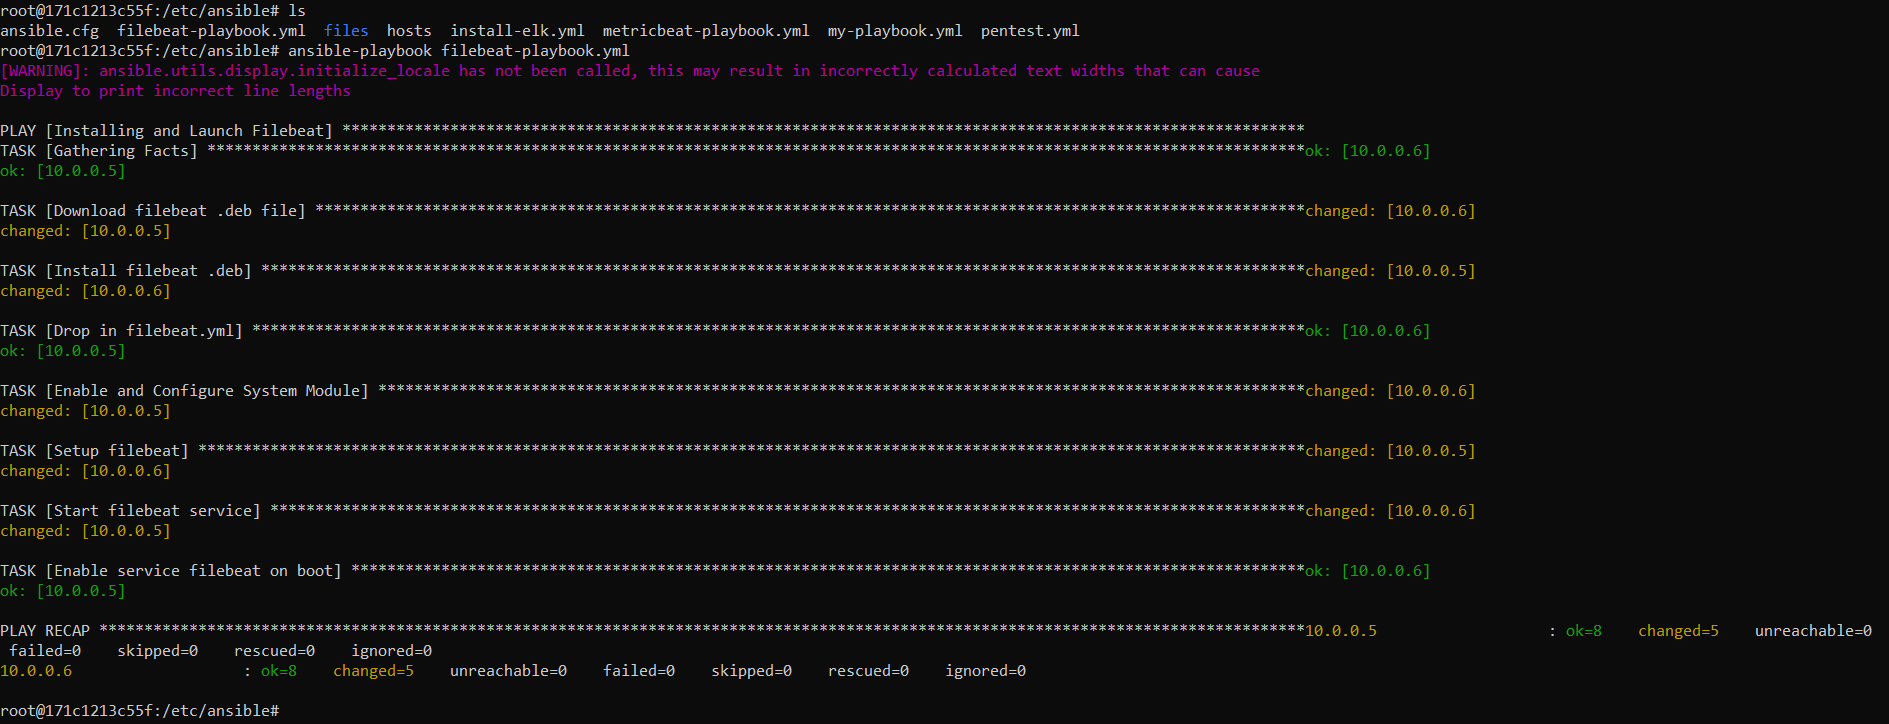 root@171c1213c55f:/etc/ansible# ls
ansible.cfg  filebeat-playbook.yml  files  hosts  install-elk.yml  metricbeat-playbook.yml  my-playbook.yml  pentest.yml
root@171c1213c55f:/etc/ansible# ansible-playbook filebeat-playbook.yml
[WARNING]: ansible.utils.display.initialize_locale has not been called, this may result in incorrectly calculated text widths that can cause
Display to print incorrect line lengths
PLAY [Installing and Launch Filebeat] ***********************************************************************************************************
TASK [Gathering Facts] **************************************************************************************************************************ok: [10.0.0.6]
ok: [10.0.0.5]
TASK [Download filebeat .deb file] **************************************************************************************************************changed: [10.0.0.6]
changed: [10.0.0.5]
TASK [Install filebeat .deb] ********************************************************************************************************************changed: [10.0.0.5]
changed: [10.0.0.6]
TASK [Drop in filebeat.yml] *********************************************************************************************************************ok: [10.0.0.6]
ok: [10.0.0.5]
TASK [Enable and Configure System Module] *******************************************************************************************************changed: [10.0.0.6]
changed: [10.0.0.5]
TASK [Setup filebeat] ***************************************************************************************************************************changed: [10.0.0.5]
changed: [10.0.0.6]
TASK [Start filebeat service] *******************************************************************************************************************changed: [10.0.0.6]
changed: [10.0.0.5]
TASK [Enable service filebeat on boot] **********************************************************************************************************ok: [10.0.0.6]
ok: [10.0.0.5]
PLAY RECAP **************************************************************************************************************************************10.0.0.5                   : ok=8    changed=5    unreachable=0
 failed=0    skipped=0    rescued=0    ignored=0
10.0.0.6                   : ok=8    changed=5    unreachable=0    failed=0    skipped=0    rescued=0    ignored=0
root@171c1213c55f:/etc/ansible#